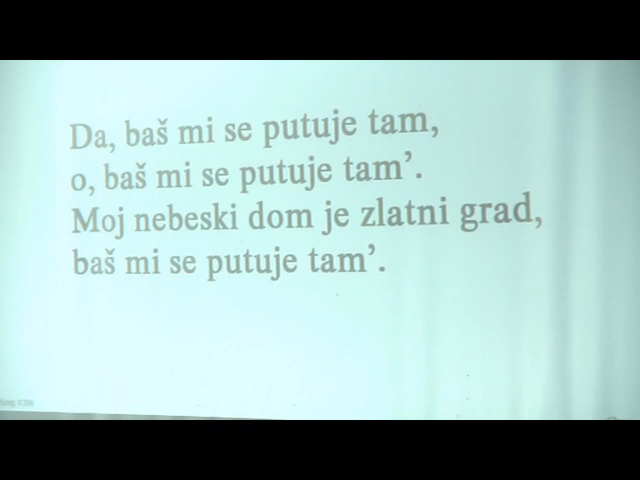 Da, baš mi se putuje tam,
o, baš mi se putuje tam’.
Moj nebeski dom je zlatni grad,
baš mi se putuje tam’.